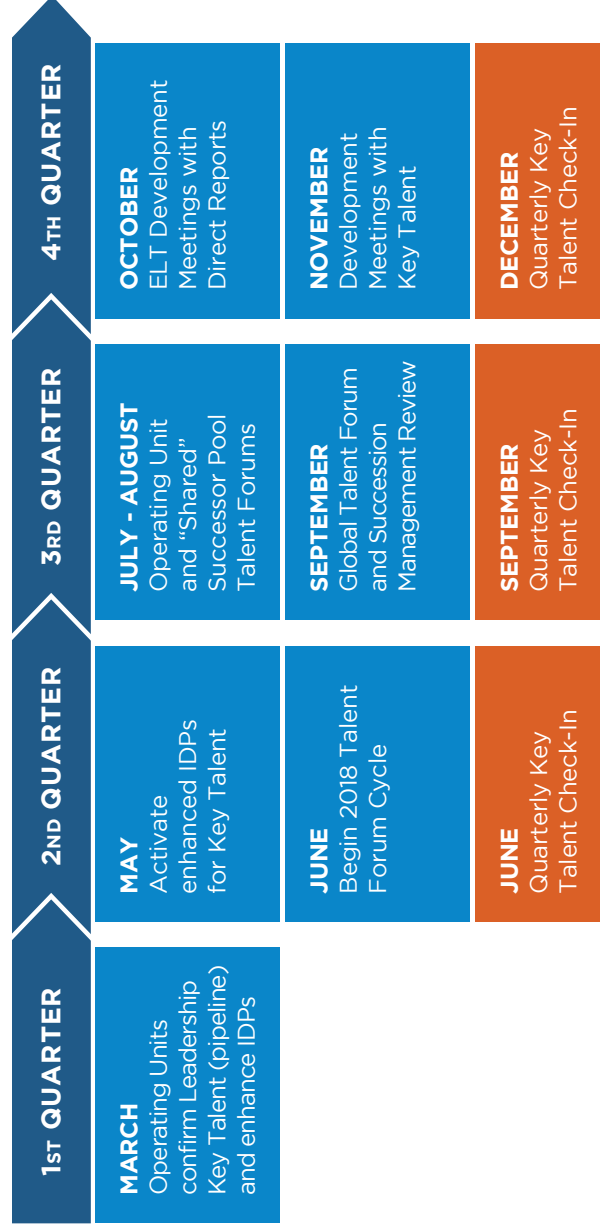 1ST QUARTER
2ND QUARTER
3RD QUARTER
4TH QUARTER
MARCH
Operating Units
confirm Leadership
Key Talent (pipeline)
and enhance IDPs
MAY
Activate
enhanced IDPs
for Key Talent
JUNE
Begin 2018 Talent
Forum Cycle
JUNE
Quarterly Key
Talent Check-In
JULY - AUGUST
Operating Unit
and “Shared”
Successor Pool
Talent Forums
SEPTEMBER
Global Talent Forum
and Succession
Management Review
SEPTEMBER
Quarterly Key
Talent Check-In
OCTOBER
ELT Development
Meetings with
Direct Reports
NOVEMBER
Development
Meetings with
Key Talent
DECEMBER
Quarterly Key
Talent Check-In